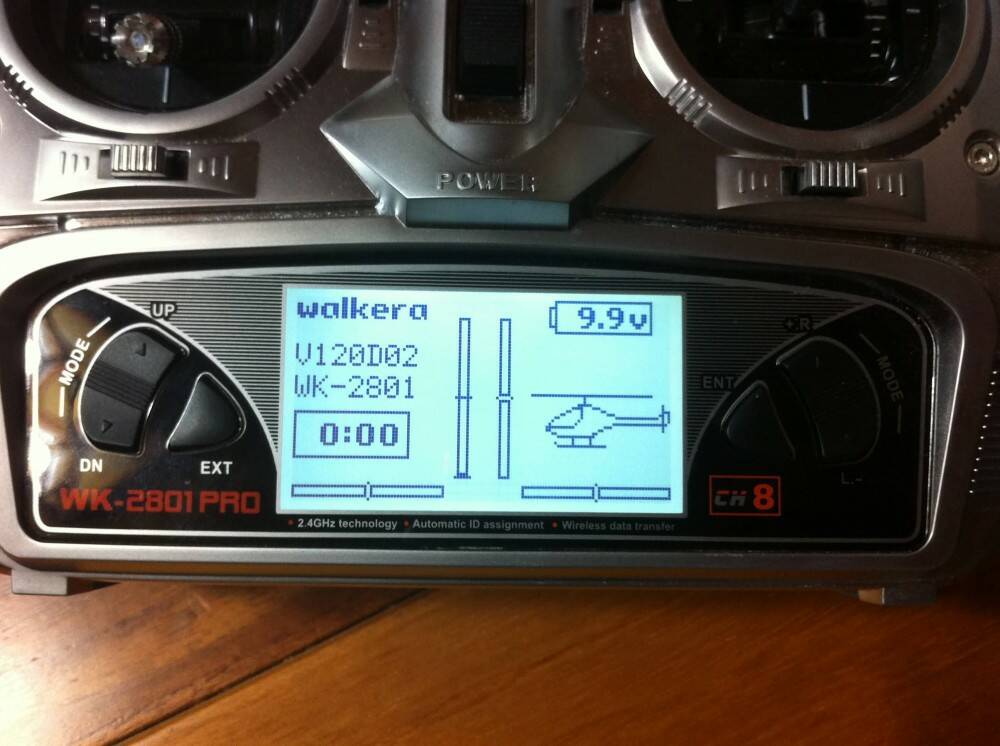 POWER
UP
MODE
DN
EXT
WK-2801 PRO
walkera
9.9v
V120D02
WK-2801
0:00
+.R
ENT
MODE
L.-
CH 8
• 2.4GHz technology • Automatic ID assignment • Wireless data transfer